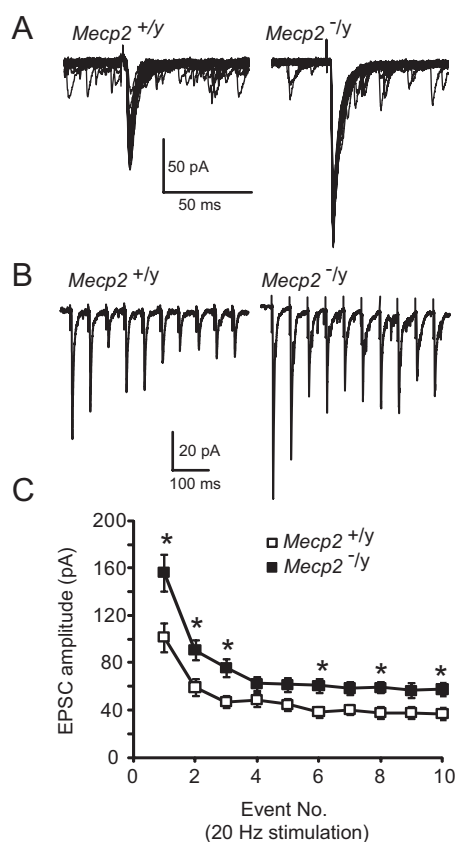 A
Mecp2 +/y
Mecp2 -/y
50 pA
50 ms
B
Mecp2 +/y
Mecp2 -/y
20 pA
100 ms
C
EPSC amplitude (pA)
200
160
120
80
60
40
0
* * * * * *
Mecp2 +/y
Mecp2 -/y
0 2 4 6 8 10
Event No.
(20 Hz stimulation)